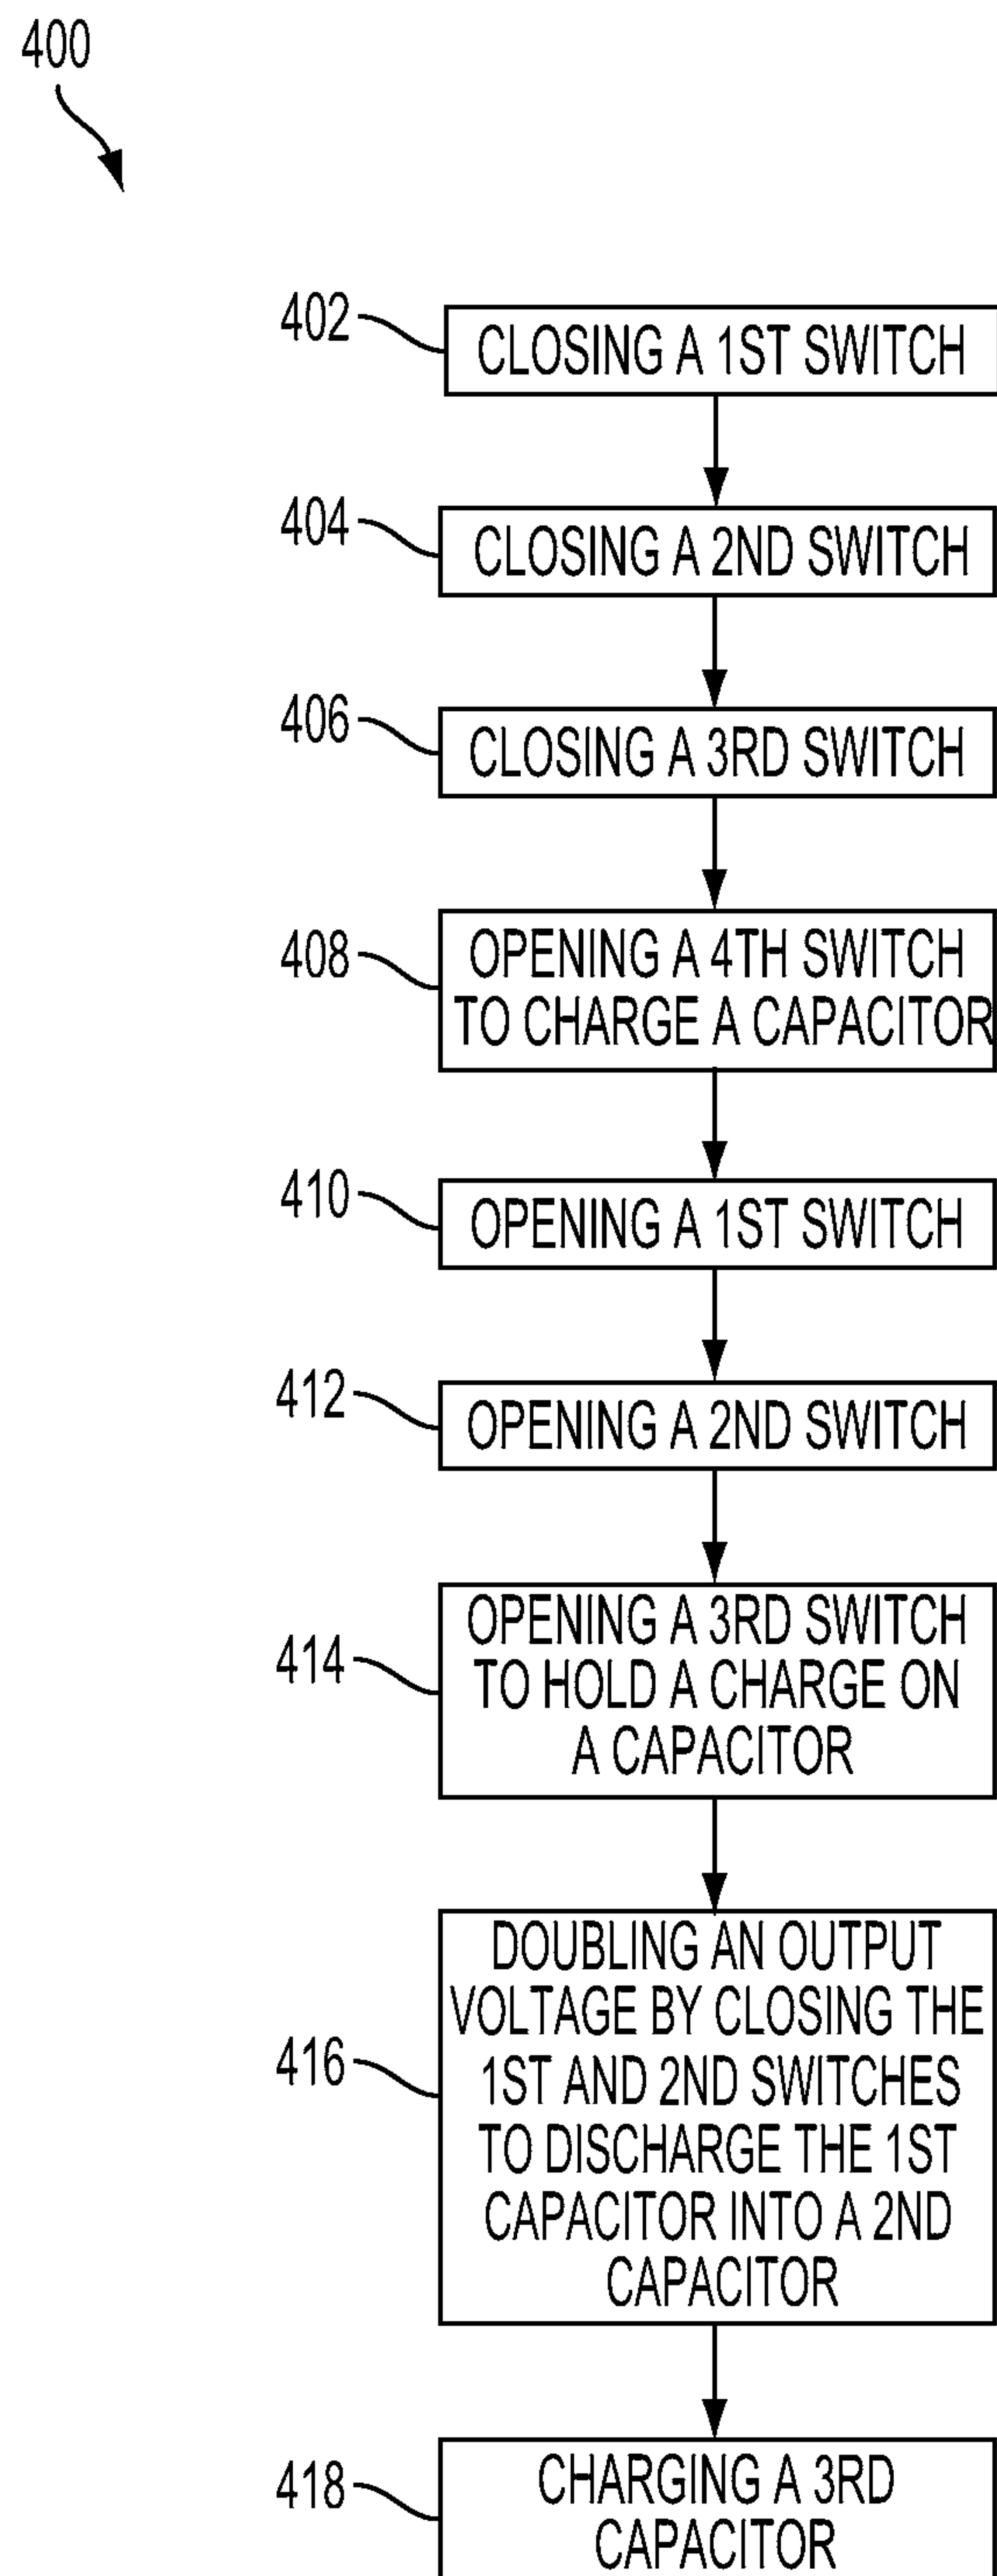 400
402
CLOSING A 1ST SWITCH
404
CLOSING A 2ND SWITCH
406
CLOSING A 3RD SWITCH
408
OPENING A 4TH SWITCH
TO CHARGE A CAPACITOR
410
OPENING A 1ST SWITCH
412
OPENING A 2ND SWITCH
414
OPENING A 3RD SWITCH
TO HOLD A CHARGE ON
A CAPACITOR
416
DOUBLING AN OUTPUT
VOLTAGE BY CLOSING THE
1ST AND 2ND SWITCHES
TO DISCHARGE THE 1ST
CAPACITOR INTO A 2ND
CAPACITOR
418
CHARGING A 3RD
CAPACITOR